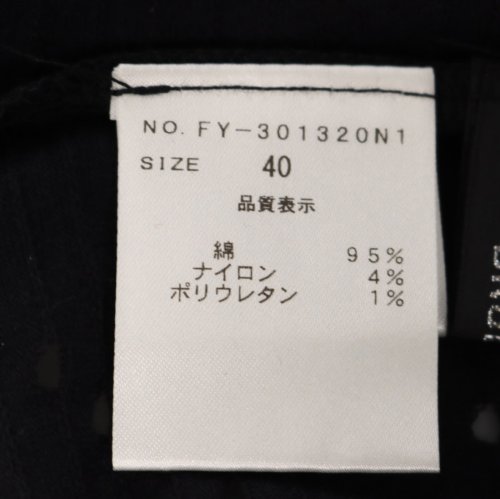 NO. FY-301320N1
SIZE 40
品質表示
綿 95%
ナイロン 4%
ポリウレタン 1%